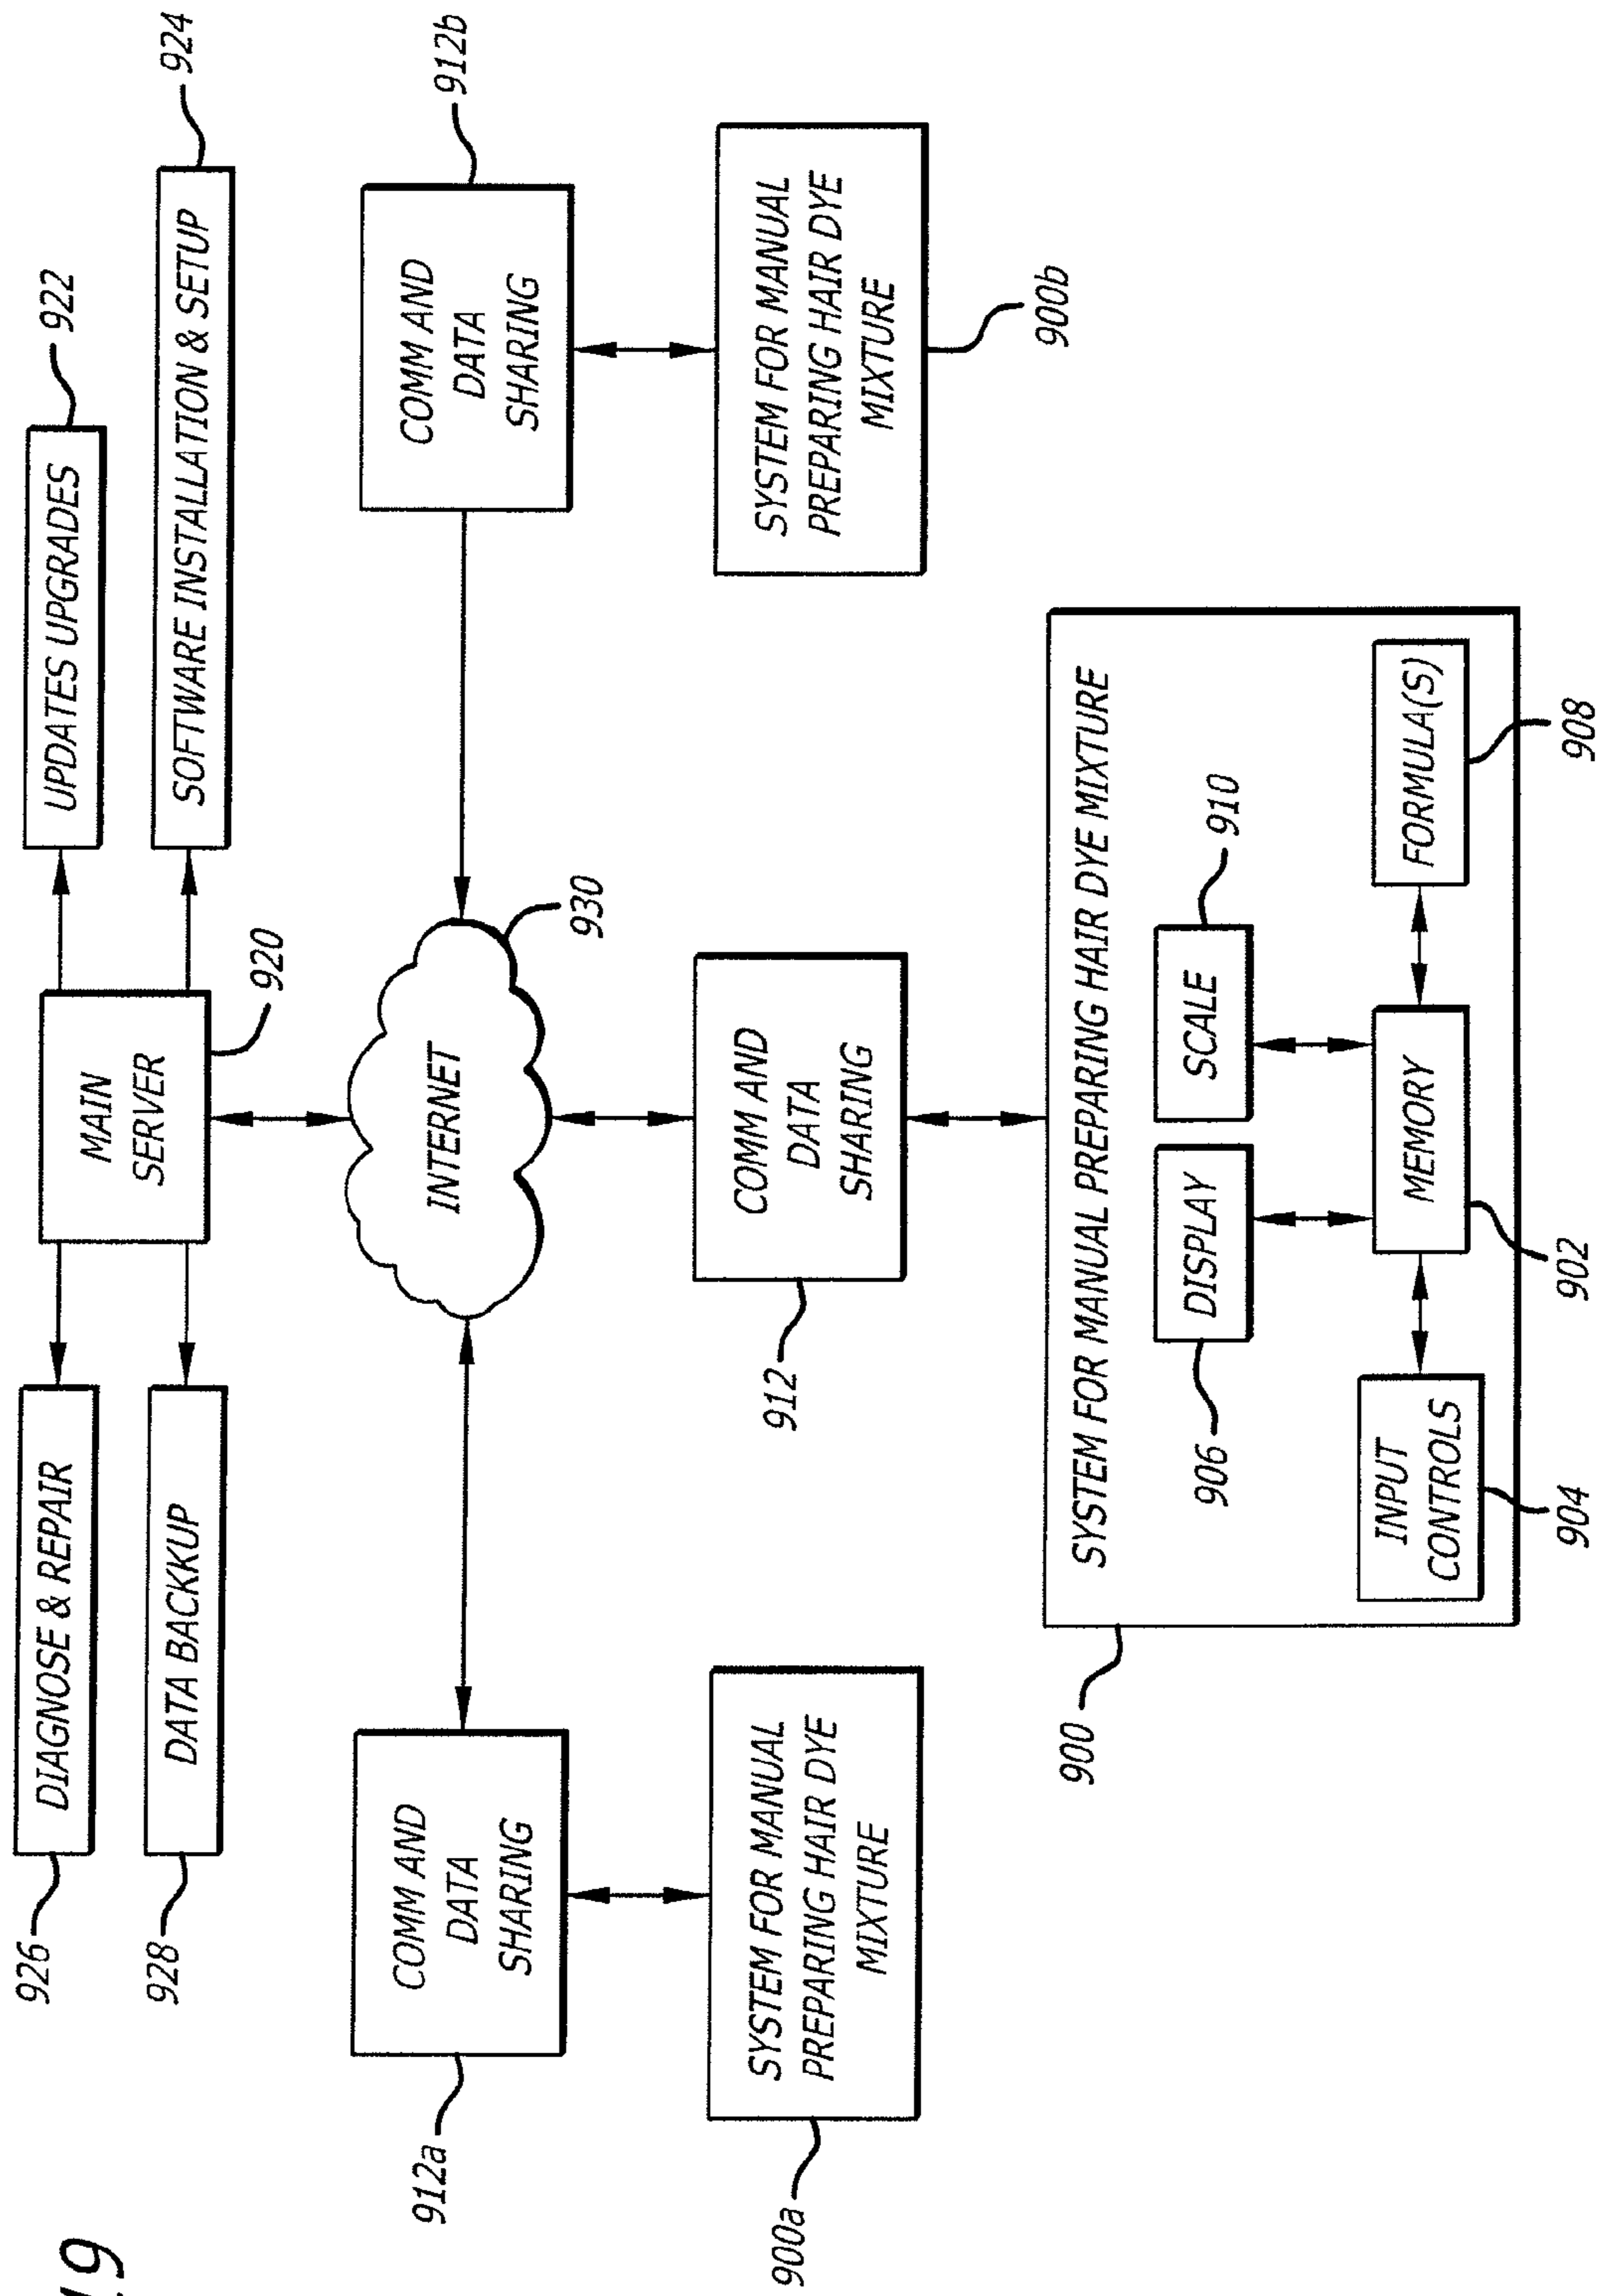 19
926
DIAGNOSE & REPAIR
MAIN
SERVER
UPDATES UPGRADES
922
928
DATA BACKKUP
920
SOFTWARE INSTALLATION & SETUP
924
912a
COMM AND
DATA
SHARING
INTERNET
930
COMM AND
DATA
SHARING
912b
900a
SYSTEM FOR MANUAL
PREPARING HAIR DYE
MIXTURE
912
COMM AND
DATA
SHARING
SYSTEM FOR MANUAL
PREPARING HAIR DYE
MIXTURE
900b
900
SYSTEM FOR MANUAL PREPARING HAIR DYE MIXTURE
906
DISPLAY
SCALE
910
INPUT
CONTROLS
MEMORY
FORMULA(S)
904
902
908